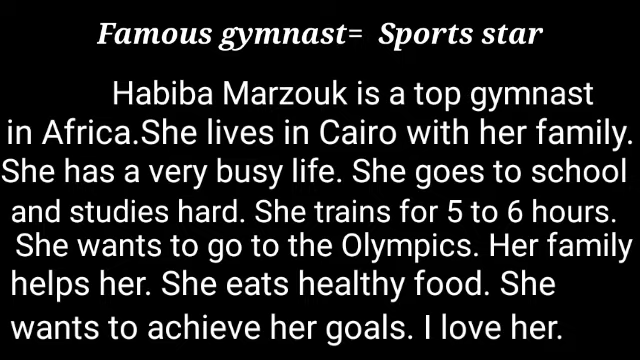 Famous gymnast= Sports star
Habiba Marzouk is a top gymnast
in Africa.She lives in Cairo with her family.
She has a very busy life. She goes to school
and studies hard. She trains for 5 to 6 hours.
She wants to go to the Olympics. Her family
helps her. She eats healthy food. She
wants to achieve her goals. I love her.